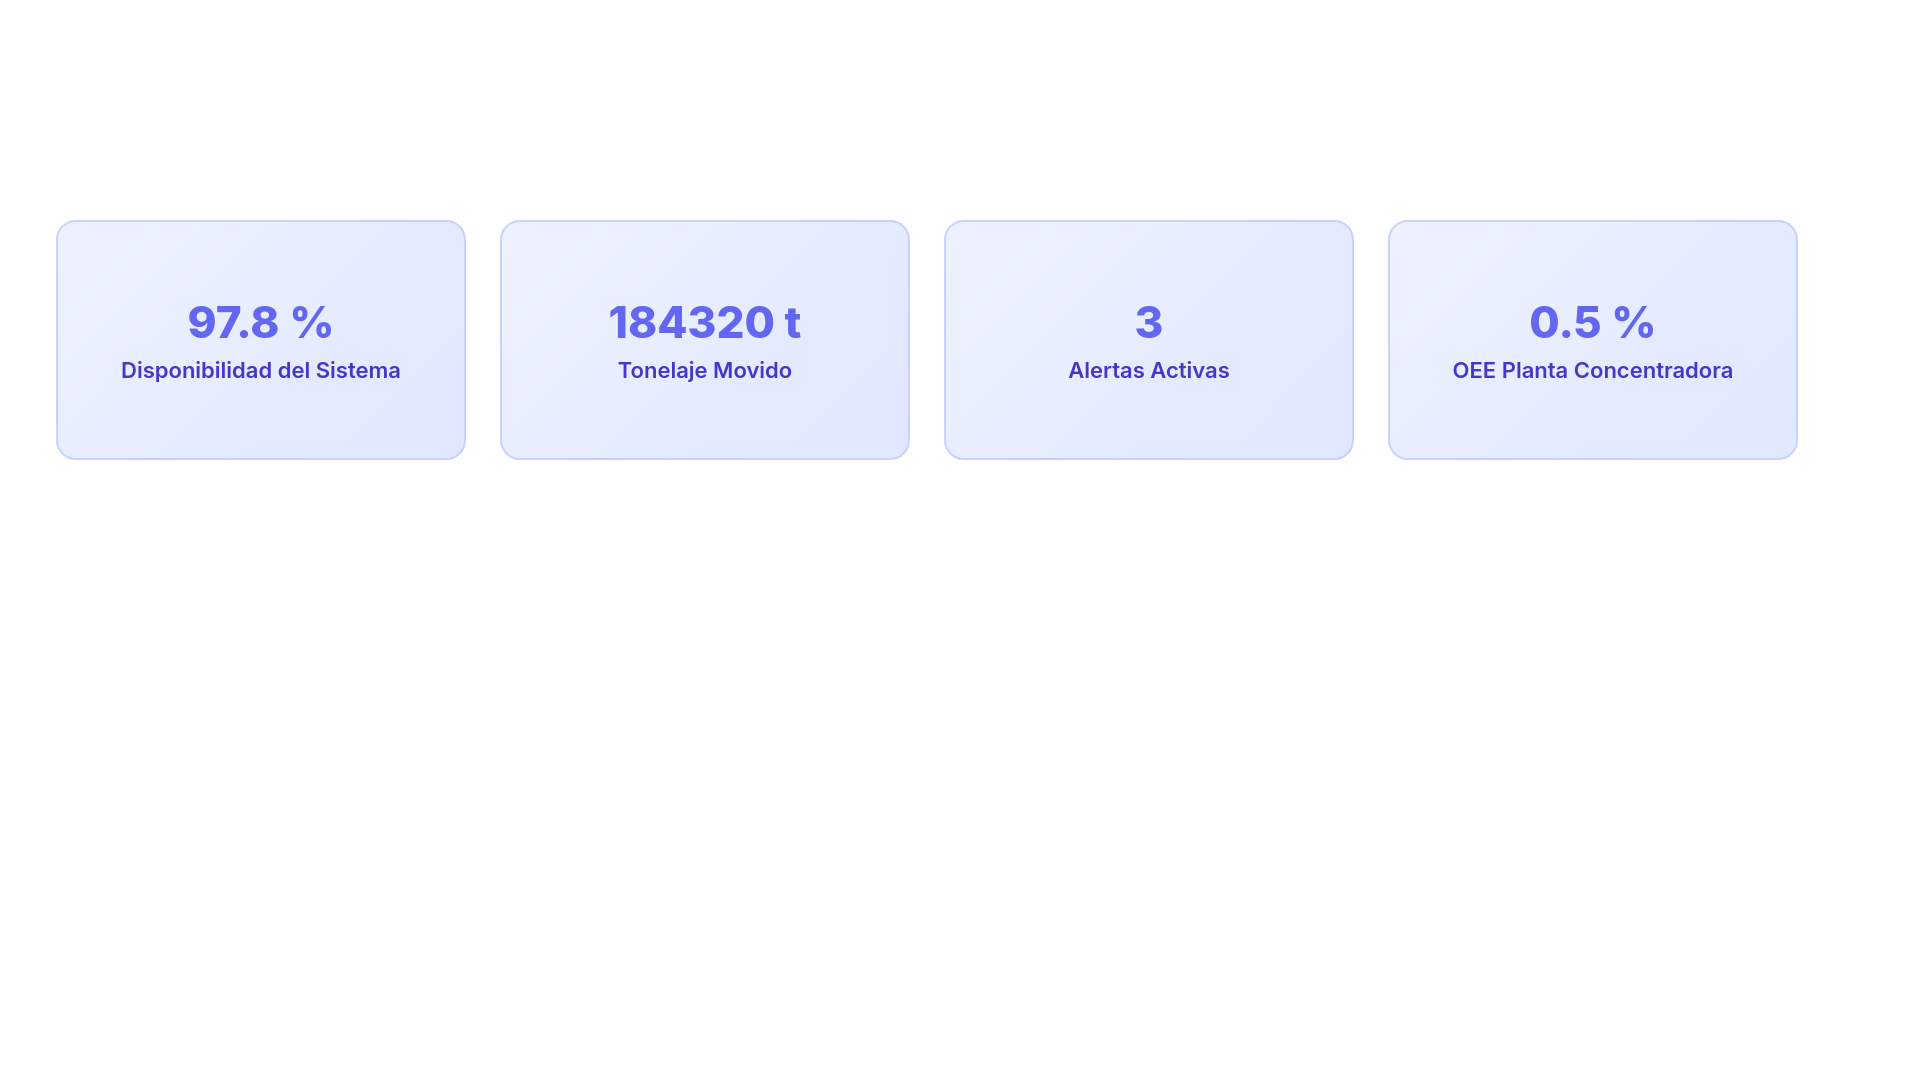 97.8 %
Disponibilidad del Sistema
184320 t
Tonelaje Movido
3
Alertas Activas
0.5 %
OEE Planta Concentradora